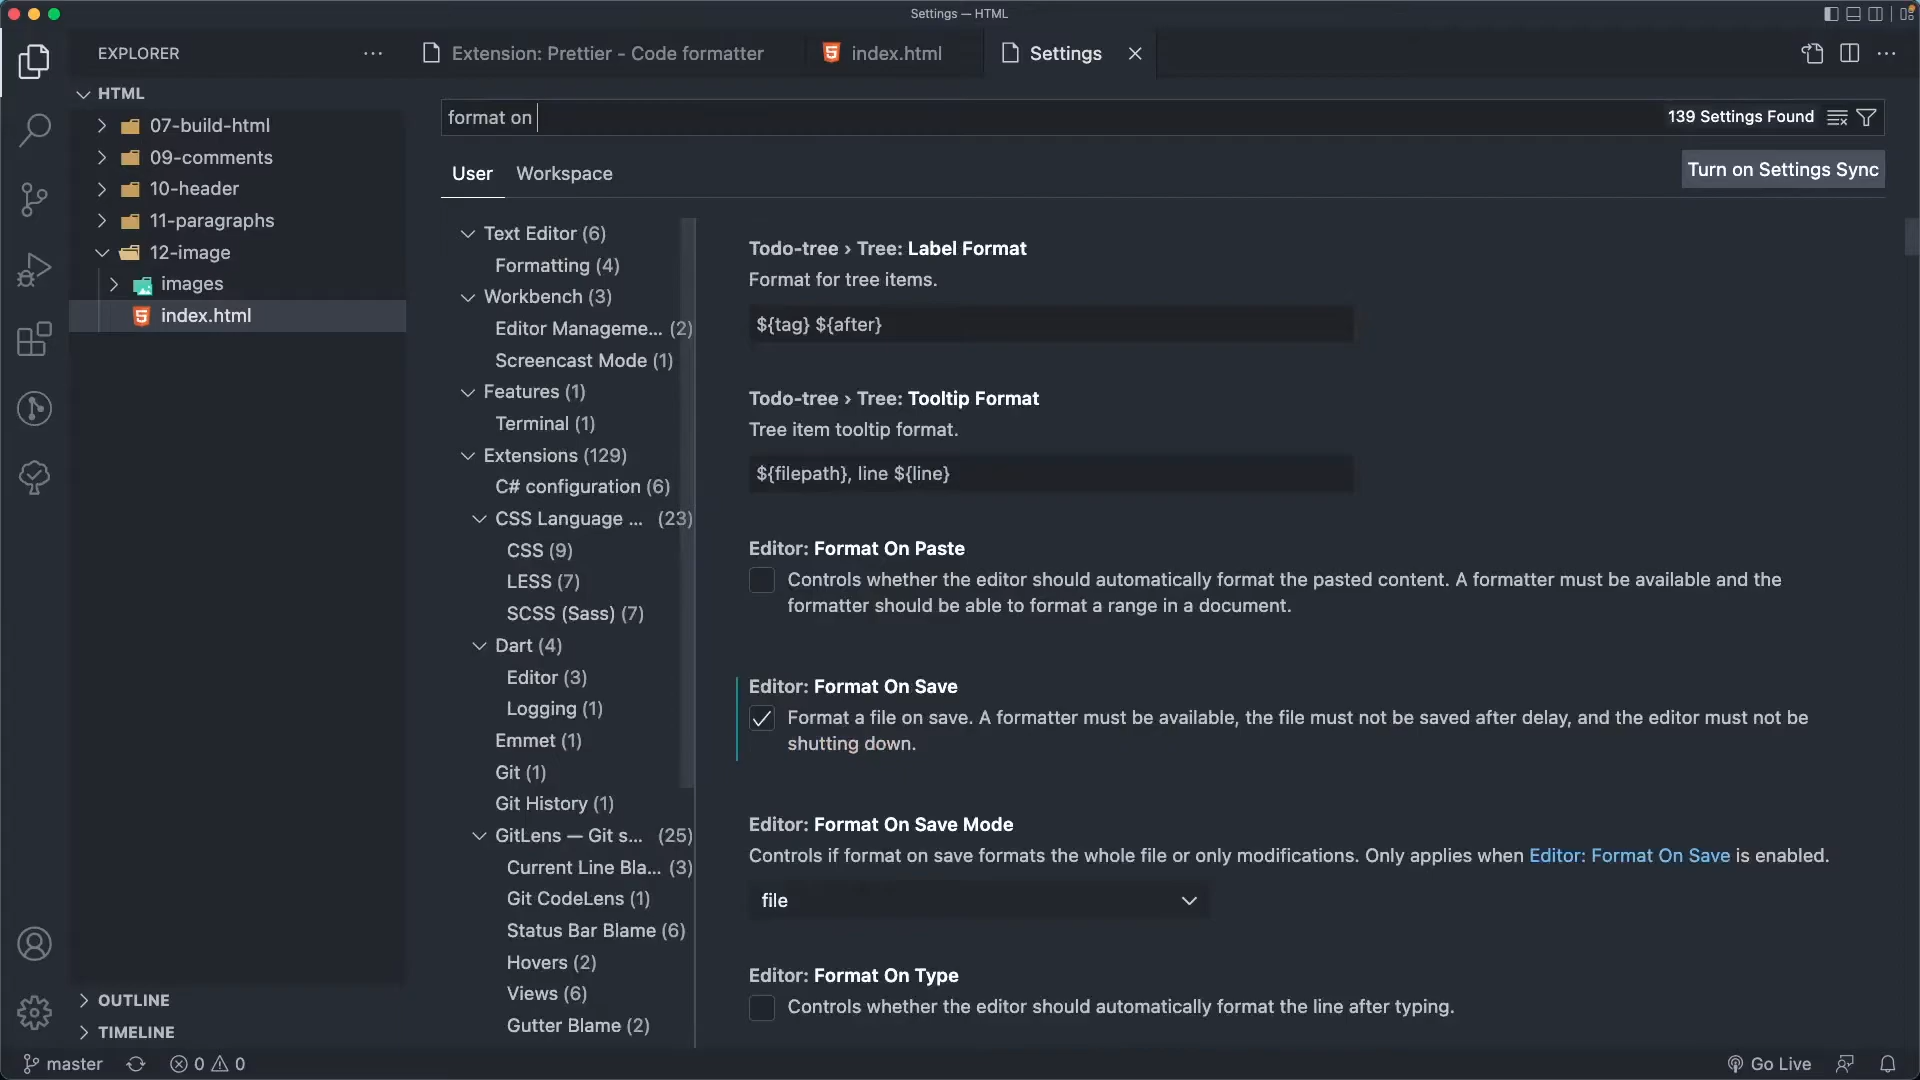 Settings — HTML
EXPLORER
Extension: Prettier - Code formatter
index.html
Settings
HTML
07-build-html
09-comments
10-header
11-paragraphs
12-image
images
index.html
OUTLINE
TIMELINE
format on
139 Settings Found
User
Workspace
Turn on Settings Sync
Text Editor (6)
Formatting (4)
Workbench (3)
Editor Manageme... (2)
Screencast Mode (1)
Features (1)
Terminal (1)
Extensions (129)
C# configuration (6)
CSS Language ... (23)
CSS (9)
LESS (7)
SCSS (Sass) (7)
Dart (4)
Editor (3)
Logging (1)
Emmet (1)
Git (1)
Git History (1)
GitLens — Git s... (25)
Current Line Bla... (3)
Git CodeLens (1)
Status Bar Blame (6)
Hovers (2)
Views (6)
Gutter Blame (2)
Todo-tree › Tree: Label Format
Format for tree items.
${tag} ${after}
Todo-tree › Tree: Tooltip Format
Tree item tooltip format.
${filepath}, line ${line}
Editor: Format On Paste
Controls whether the editor should automatically format the pasted content. A formatter must be available and the
formatter should be able to format a range in a document.
Editor: Format On Save
Format a file on save. A formatter must be available, the file must not be saved after delay, and the editor must not be
shutting down.
Editor: Format On Save Mode
Controls if format on save formats the whole file or only modifications. Only applies when Editor: Format On Save is enabled.
file
Editor: Format On Type
Controls whether the editor should automatically format the line after typing.
master
0
0
Go Live